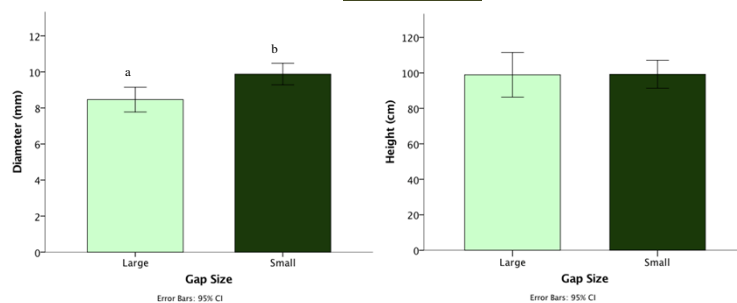 12
10
8
6
4
2
0
Diameter (mm)
a
b
Large
Small
Gap Size
Error Bars: 95% CI
120
100
80
60
40
20
0
Height (cm)
Large
Small
Gap Size
Error Bars: 95% CI